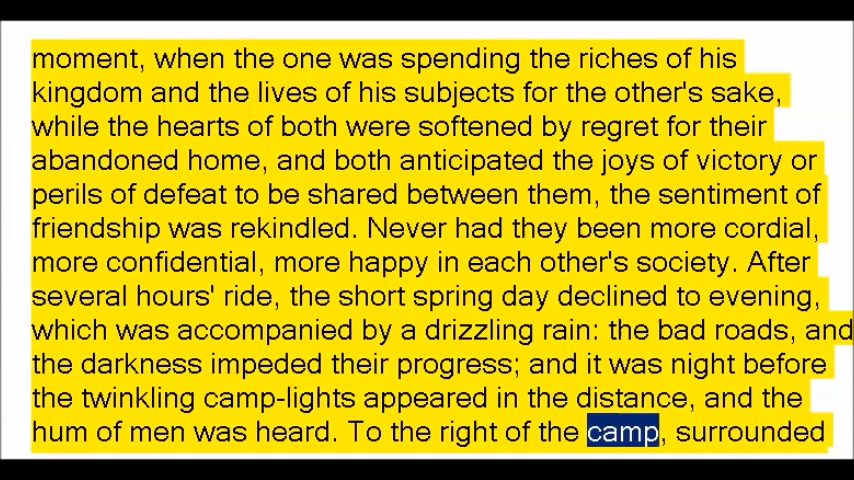 moment, when the one was spending the riches of his
kingdom and the lives of his subjects for the other's sake,
while the hearts of both were softened by regret for their
abandoned home, and both anticipated the joys of victory or
perils of defeat to be shared between them, the sentiment of
friendship was rekindled. Never had they been more cordial,
more confidential, more happy in each other's society. After
several hours' ride, the short spring day declined to evening,
which was accompanied by a drizzling rain: the bad roads, and
the darkness impeded their progress; and it was night before
the twinkling camp-lights appeared in the distance, and the
hum of men was heard. To the right of the camp, surrounded